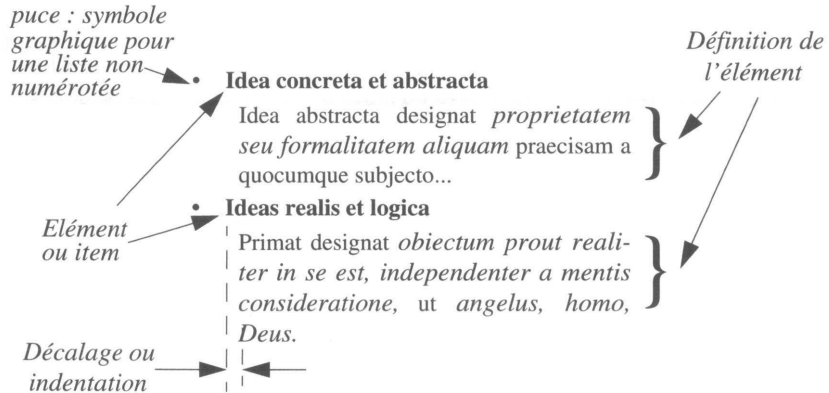 puce : symbole
graphique pour
une liste non
numérotée
Définition de
l'élément
• Idea concreta et abstracta
Idea abstracta designat proprietatem
seu formalitatem aliquam praecisam a
quocumque subjecto...
Elément
ou item
• Ideas realis et logica
Primat designat obiectum prout reali-
ter in se est, independenter a mentis
consideratione, ut angelus, homo,
Deus.
Décalage ou
indentation